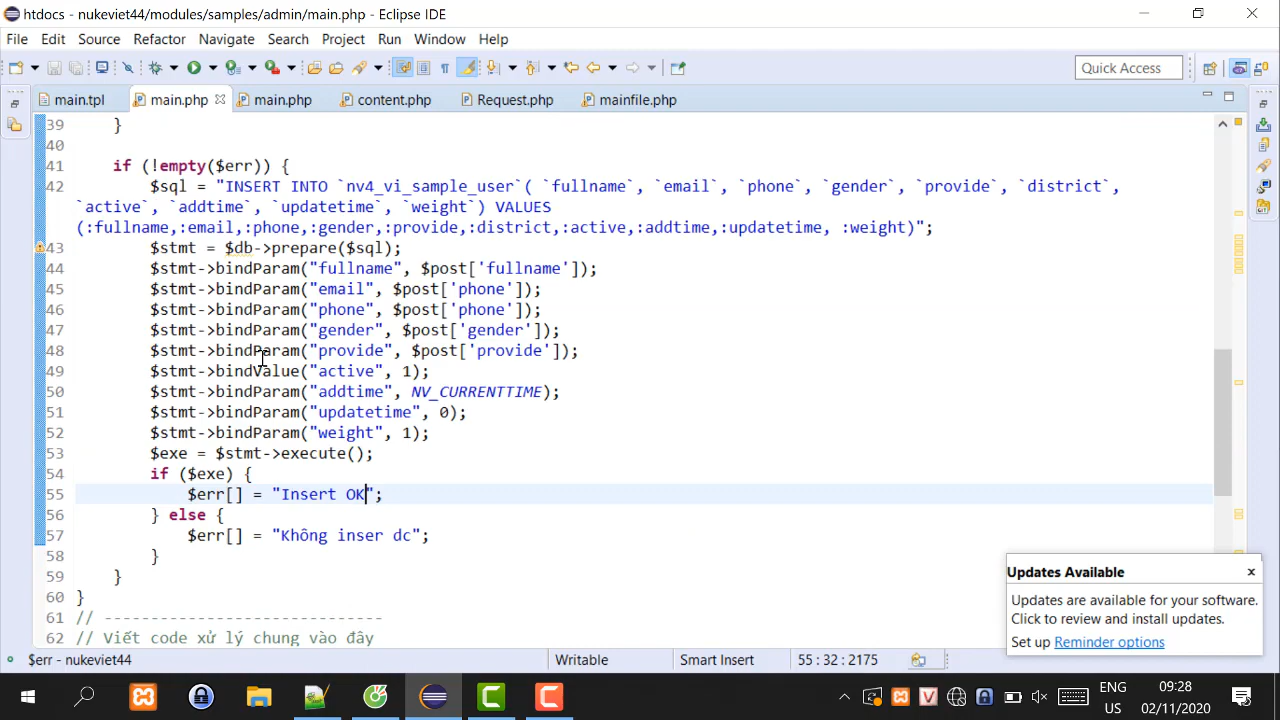 htdocs - nukeviet44/modules/samples/admin/main.php - Eclipse IDE
File Edit Source Refactor Navigate Search Project Run Window Help
Quick Access
main.tpl main.php main.php content.php Request.php mainfile.php
39 }
40
41 if (!empty($err)) {
42 $sql = "INSERT INTO `nv4_vi_sample_user`( `fullname`, `email`, `phone`, `gender`, `provide`, `district`,
`active`, `addtime`, `updatetime`, `weight`) VALUES
(:fullname,:email,:phone,:gender,:provide,:district,:active,:addtime,:updatetime, :weight)";
43 $stmt = $db->prepare($sql);
44 $stmt->bindParam("fullname", $post['fullname']);
45 $stmt->bindParam("email", $post['phone']);
46 $stmt->bindParam("phone", $post['phone']);
47 $stmt->bindParam("gender", $post['gender']);
48 $stmt->bindParam("provide", $post['provide']);
49 $stmt->bindValue("active", 1);
50 $stmt->bindParam("addtime", NV_CURRENTTIME);
51 $stmt->bindParam("updatetime", 0);
52 $stmt->bindParam("weight", 1);
53 $exe = $stmt->execute();
54 if ($exe) {
55 $err[] = "Insert OK";
56 } else {
57 $err[] = "Không inser dc";
58 }
59 }
60 }
61 // ------------------------------
62 // Viết code xử lý chung vào đây
Updates Available
Updates are available for your software.
Click to review and install updates.
Set up Reminder options
$err - nukeviet44 Writable Smart Insert 55 : 32 : 2175
ENG 09:28
US 02/11/2020